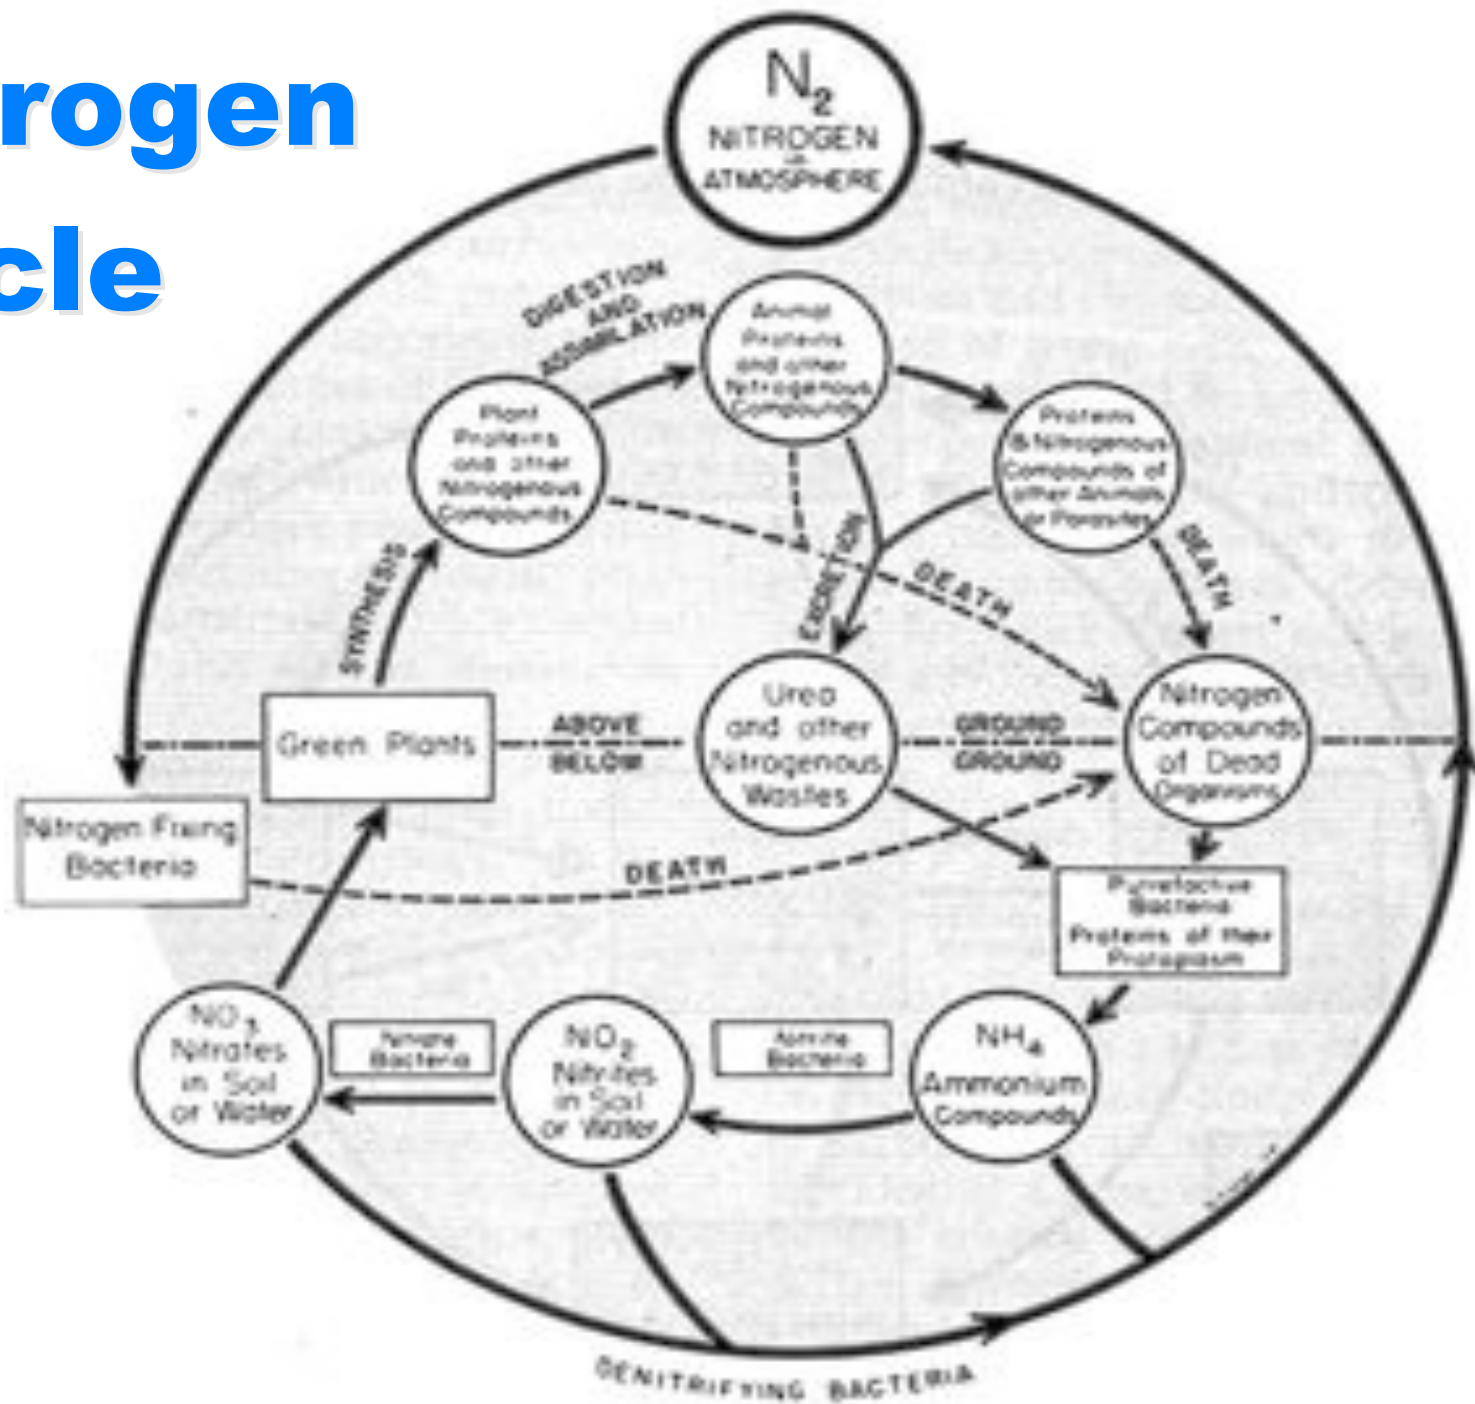 rogen
cle
N2
NITROGEN
in
ATMOSPHERE
DIGESTION
AND
ASSIMILATION
Animal
Proteins
and other
Nitrogenous
Compounds
Plant
Proteins
and other
Nitrogenous
Compounds
Proteins
& Nitrogenous
Compounds of
other Animals
or Parasites
SYNTHESIS
EXCRETION
DEATH
DEATH
Green Plants
ABOVE
BELOW
Urea
and other
Nitrogenous
Wastes
GROUND
GROUND
Nitrogen
Compounds
of Dead
Organisms
Nitrogen Fixing
Bacteria
DEATH
Putrefactive
Bacteria
Proteins of their
Protoplasm
NO3
Nitrates
in Soil
or Water
Nitrate
Bacteria
NO2
Nitrites
in Soil
or Water
Bacteria
NH4
Ammonium
Compounds
DENITRIFYING BACTERIA